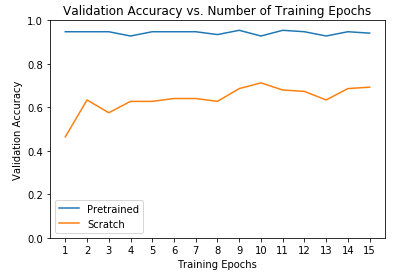 Validation Accuracy vs. Number of Training Epochs
Validation Accuracy
1.0
0.8
0.6
0.4
0.2
0.0
Pretrained
Scratch
1 2 3 4 5 6 7 8 9 10 11 12 13 14 15
Training Epochs